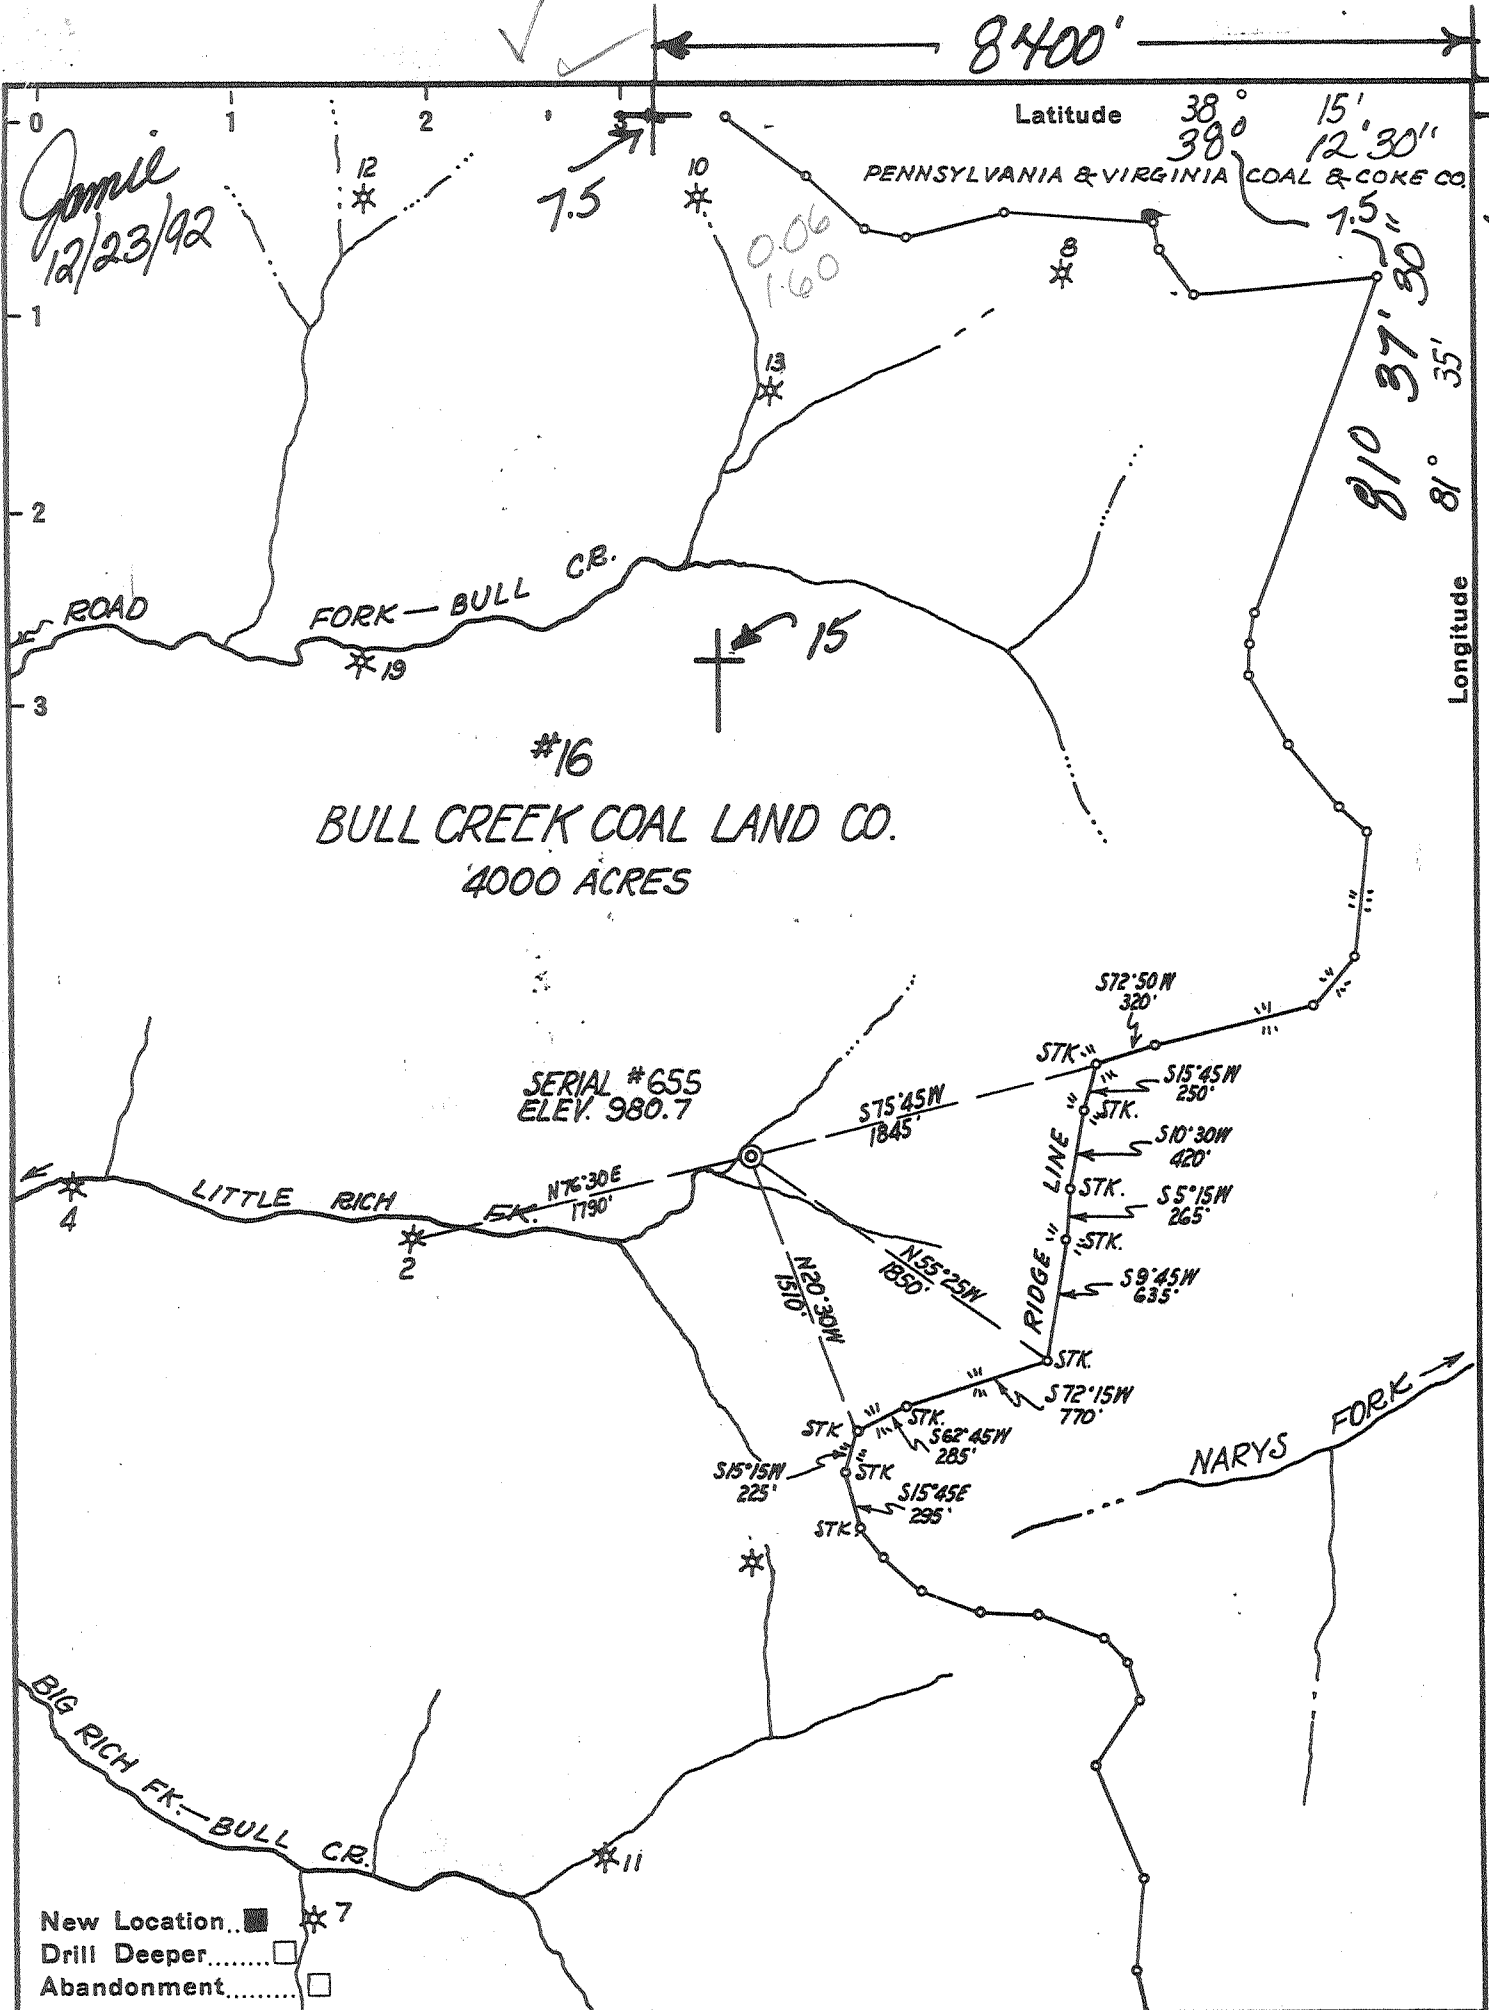 8400'
0 1 2 3
Latitude 38° 15'
38° 12'30"
PENNSYLVANIA & VIRGINIA COAL & COKE CO.
Jamie
12/23/92
12
10
7.5
7.5
0.06
1.60
8
81° 37' 30"
81° 35'
Longitude
1
13
2
ROAD FORK — BULL CR.
15
19
3
#16
BULL CREEK COAL LAND CO.
4000 ACRES
S72°50W
320'
STK.
SERIAL #655
ELEV. 980.7
S75°45W
1845'
S15°45W
250'
STK.
S10°30W
420'
RIDGE LINE
STK.
S5°15W
265'
STK.
LITTLE RICH FK.
N76°30E
1790'
4
2
N20°30W
1510'
N55°25W
1850'
S9°45W
635'
STK.
S72°15W
770'
STK
STK.
S62°45W
285'
S15°15W
225'
STK
S15°45E
295'
STK
NARYS FORK
BIG RICH FK.— BULL CR.
11
7
New Location..
Drill Deeper........
Abandonment.........